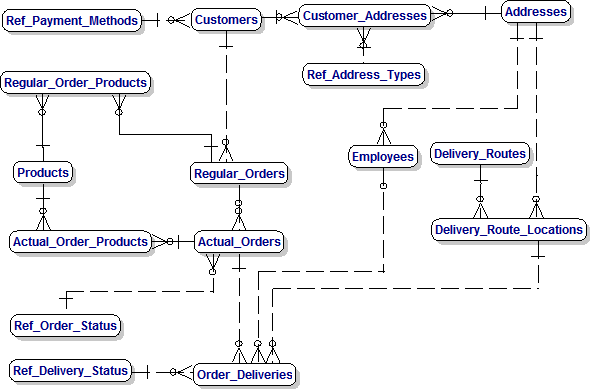 Ref_Payment_Methods
Customers
Customer_Addresses
Addresses
Ref_Address_Types
Regular_Order_Products
Products
Regular_Orders
Employees
Delivery_Routes
Actual_Order_Products
Actual_Orders
Delivery_Route_Locations
Ref_Order_Status
Ref_Delivery_Status
Order_Deliveries